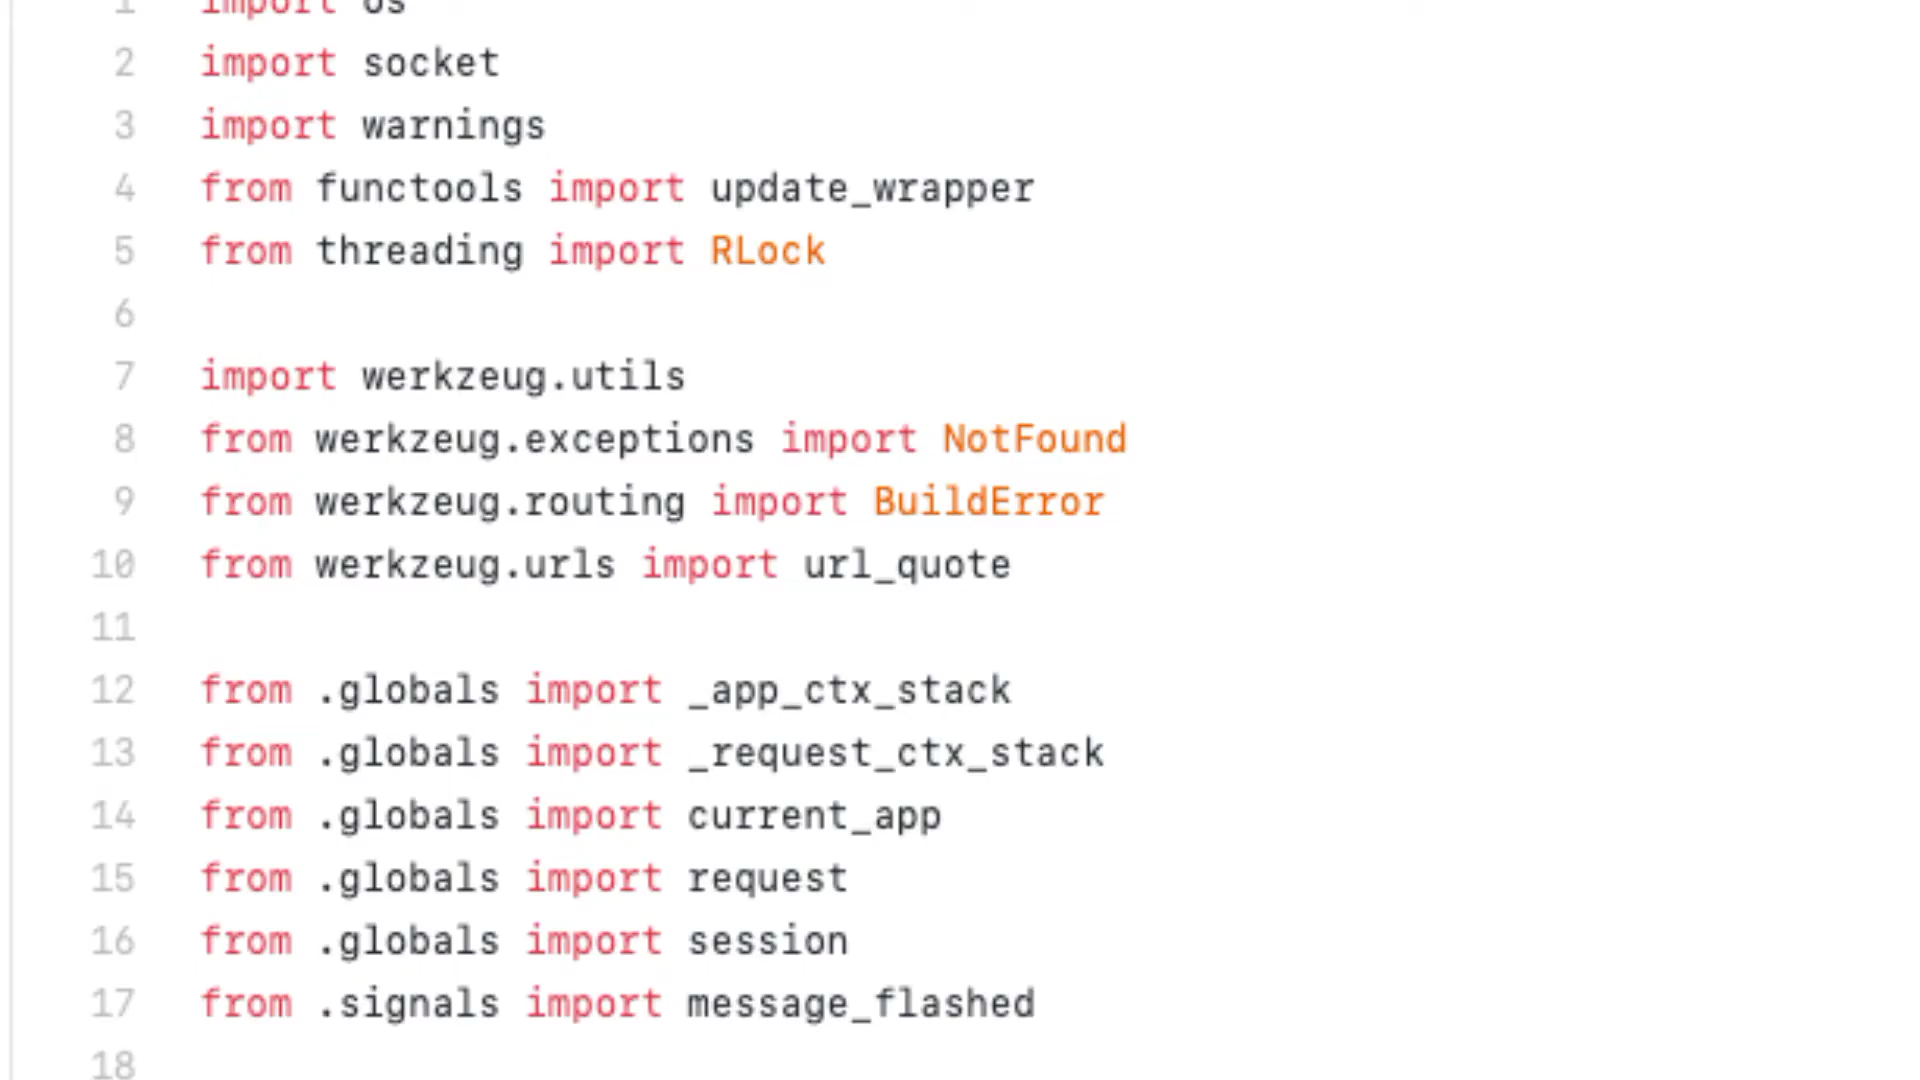 1 import os
2 import socket
3 import warnings
4 from functools import update_wrapper
5 from threading import RLock
6
7 import werkzeug.utils
8 from werkzeug.exceptions import NotFound
9 from werkzeug.routing import BuildError
10 from werkzeug.urls import url_quote
11
12 from .globals import _app_ctx_stack
13 from .globals import _request_ctx_stack
14 from .globals import current_app
15 from .globals import request
16 from .globals import session
17 from .signals import message_flashed
18